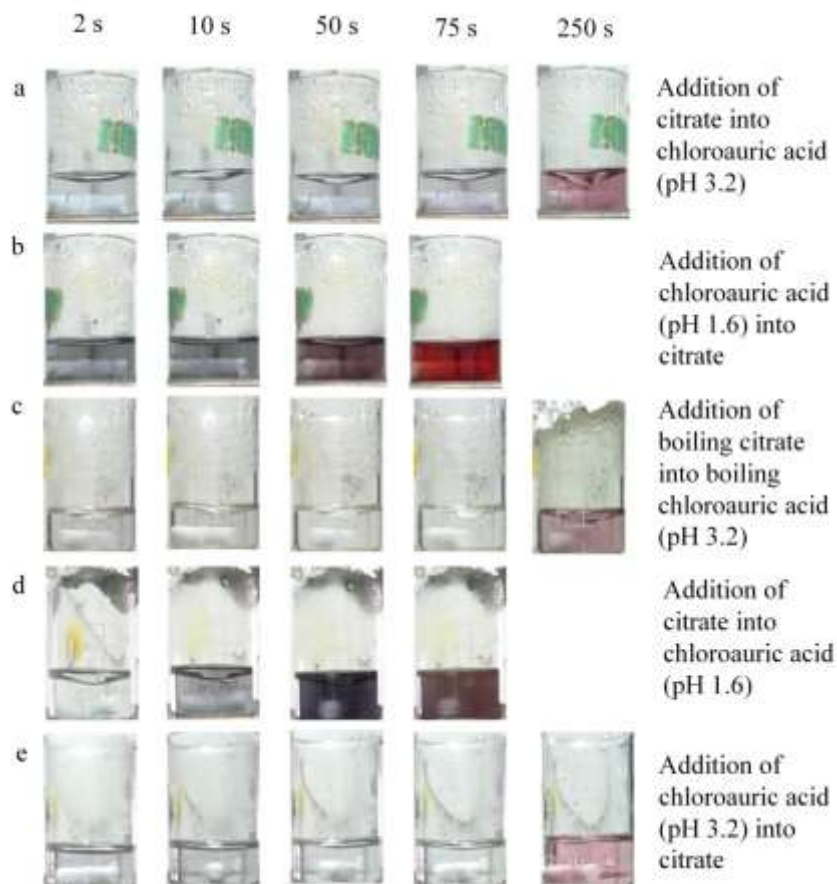 2 s 10 s 50 s 75 s 250 s
a
Addition of
citrate into
chloroauric acid
(pH 3.2)
b
Addition of
chloroauric acid
(pH 1.6) into
citrate
c
Addition of
boiling citrate
into boiling
chloroauric acid
(pH 3.2)
d
Addition of
citrate into
chloroauric acid
(pH 1.6)
e
Addition of
chloroauric acid
(pH 3.2) into
citrate